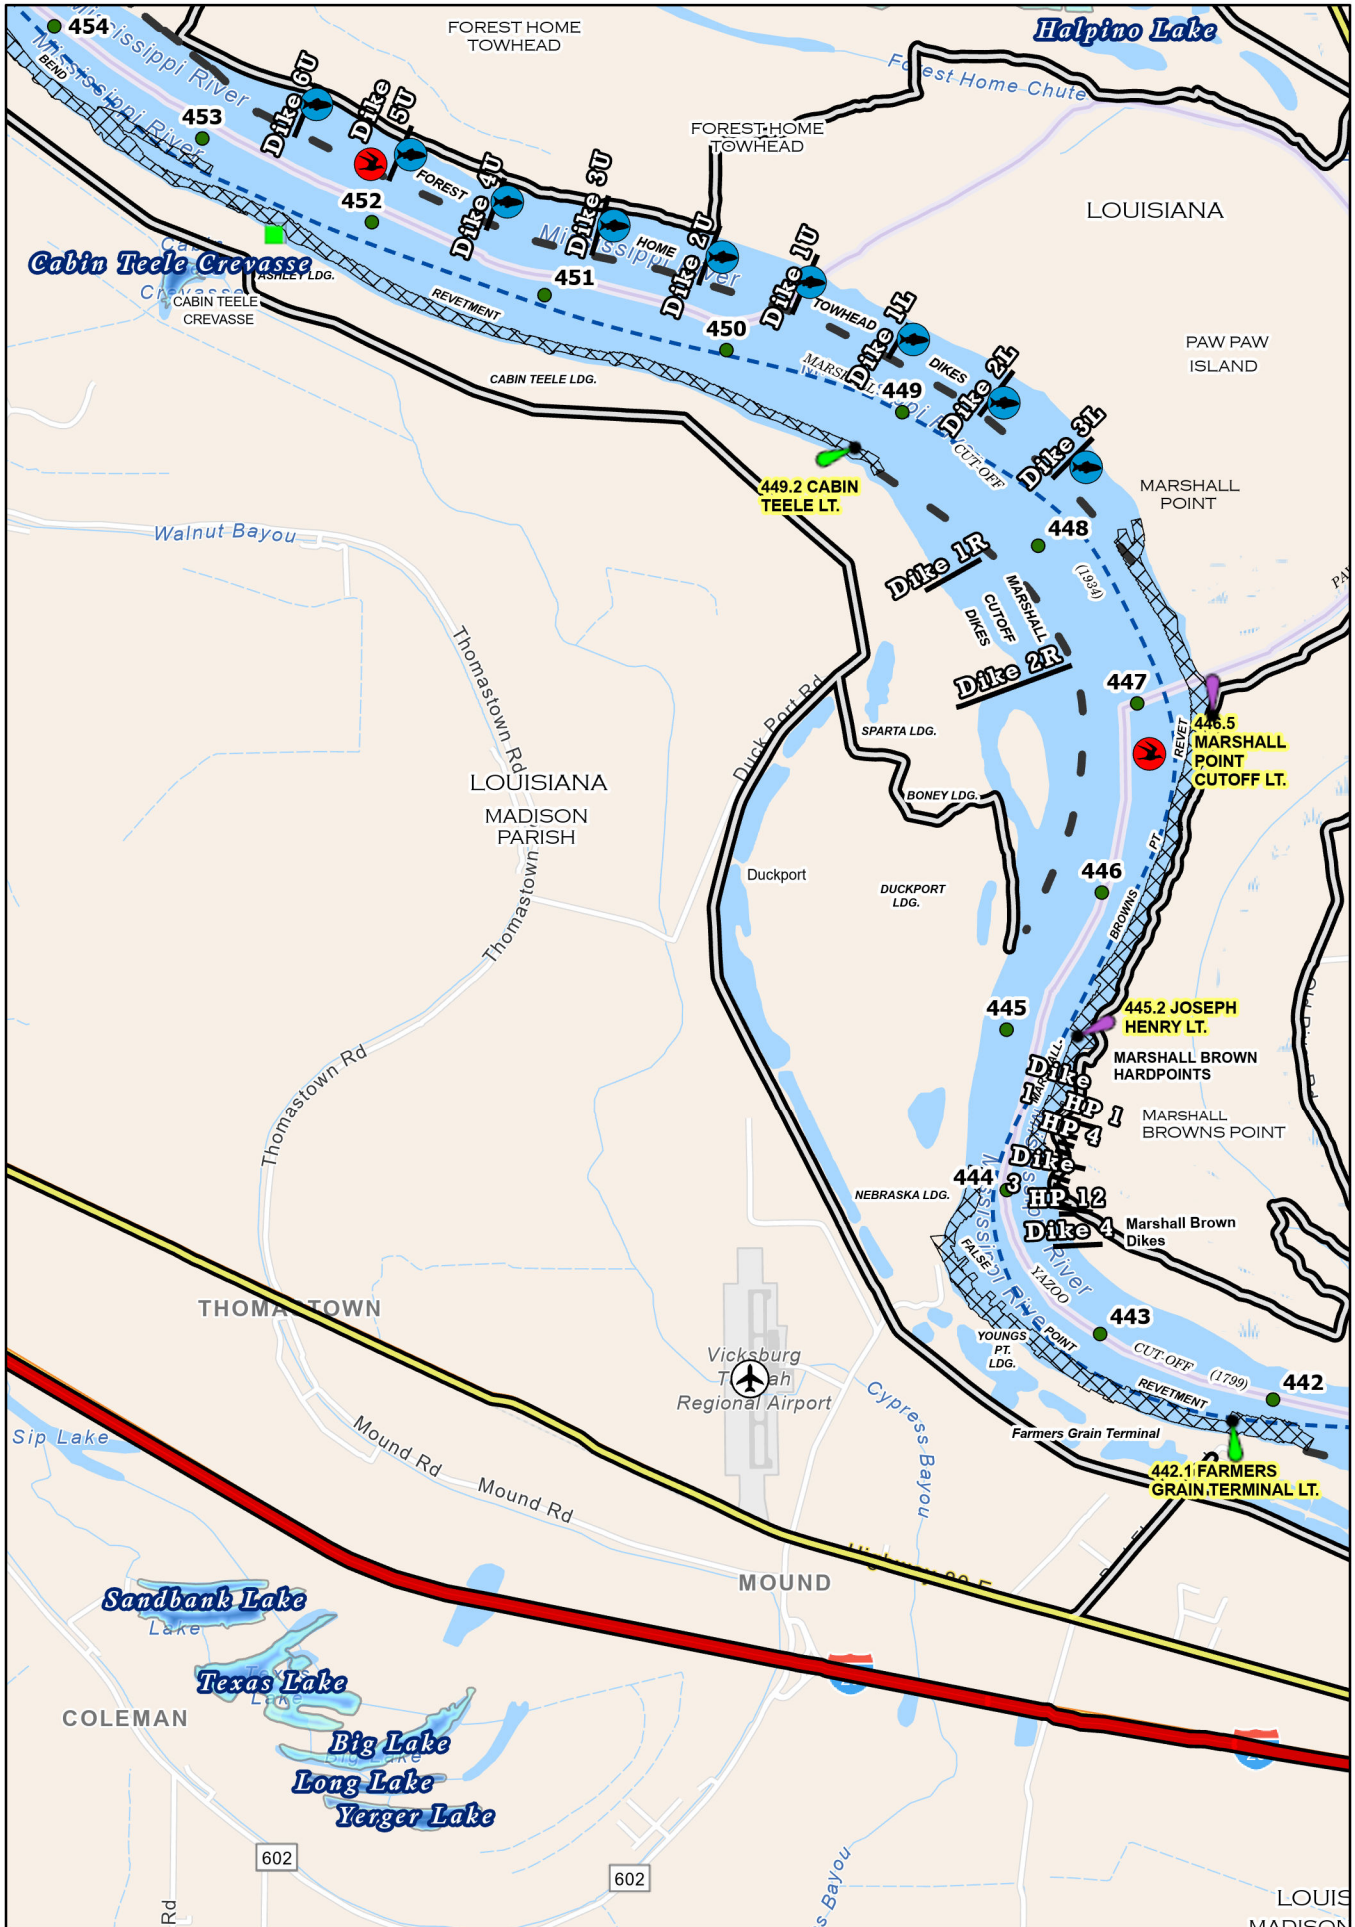 454
FOREST HOME
TOWHEAD
Halpino Lake
Mississippi River
Mississippi River
BEND
Forest Home Chute
453
Dike 6U
Dike
5U
FOREST HOME
TOWHEAD
452
FOREST
Dike 4U
Dike 3U
HOME
Dike 2U
Dike 1U
Mississippi River
LOUISIANA
Cabin Teele Crevasse
ASHLEY LDG.
CABIN TEELE
CREVASSE
451
REVETMENT
450
TOWHEAD
Dike 1L
DIKES
Dike 2L
PAW PAW
ISLAND
CABIN TEELE LDG.
449
CUT-OFF
Dike 3L
449.2 CABIN
TEELE LT.
MARSHALL
POINT
448
(1934)
Walnut Bayou
Dike 1R
MARSHALL
CUTOFF
DIKES
Dike 2R
Thomastown Rd
Duck Port Rd
447
446.5
MARSHALL
POINT
CUTOFF LT.
REVET
SPARTA LDG.
BONEY LDG.
LOUISIANA
MADISON
PARISH
PT
Duckport
DUCKPORT
LDG.
446
BROWNS
Thomastown
445
445.2 JOSEPH
HENRY LT.
MARSHALL BROWN
HARDPOINTS
Dike
1
HP 1
HP 4
MARSHALL
BROWNS POINT
Thomastown Rd
Dike
3
444
NEBRASKA LDG.
HP 12
Dike 4
Marshall Brown
Dikes
FALSE
YAZOO
Mississippi River
THOMASTOWN
YOUNGS
PT.
LDG.
POINT
443
CUT-OFF
(1799)
442
REVETMENT
Vicksburg
Regional Airport
Cypress Bayou
Sip Lake
Mound Rd
Mound Rd
Farmers Grain Terminal
442.1 FARMERS
GRAIN TERMINAL LT.
MOUND
Sandbank Lake
Lake
Texas Lake
COLEMAN
Big Lake
Long Lake
Yerger Lake
602
602
Rd
s Bayou
LOUIS
MADISON